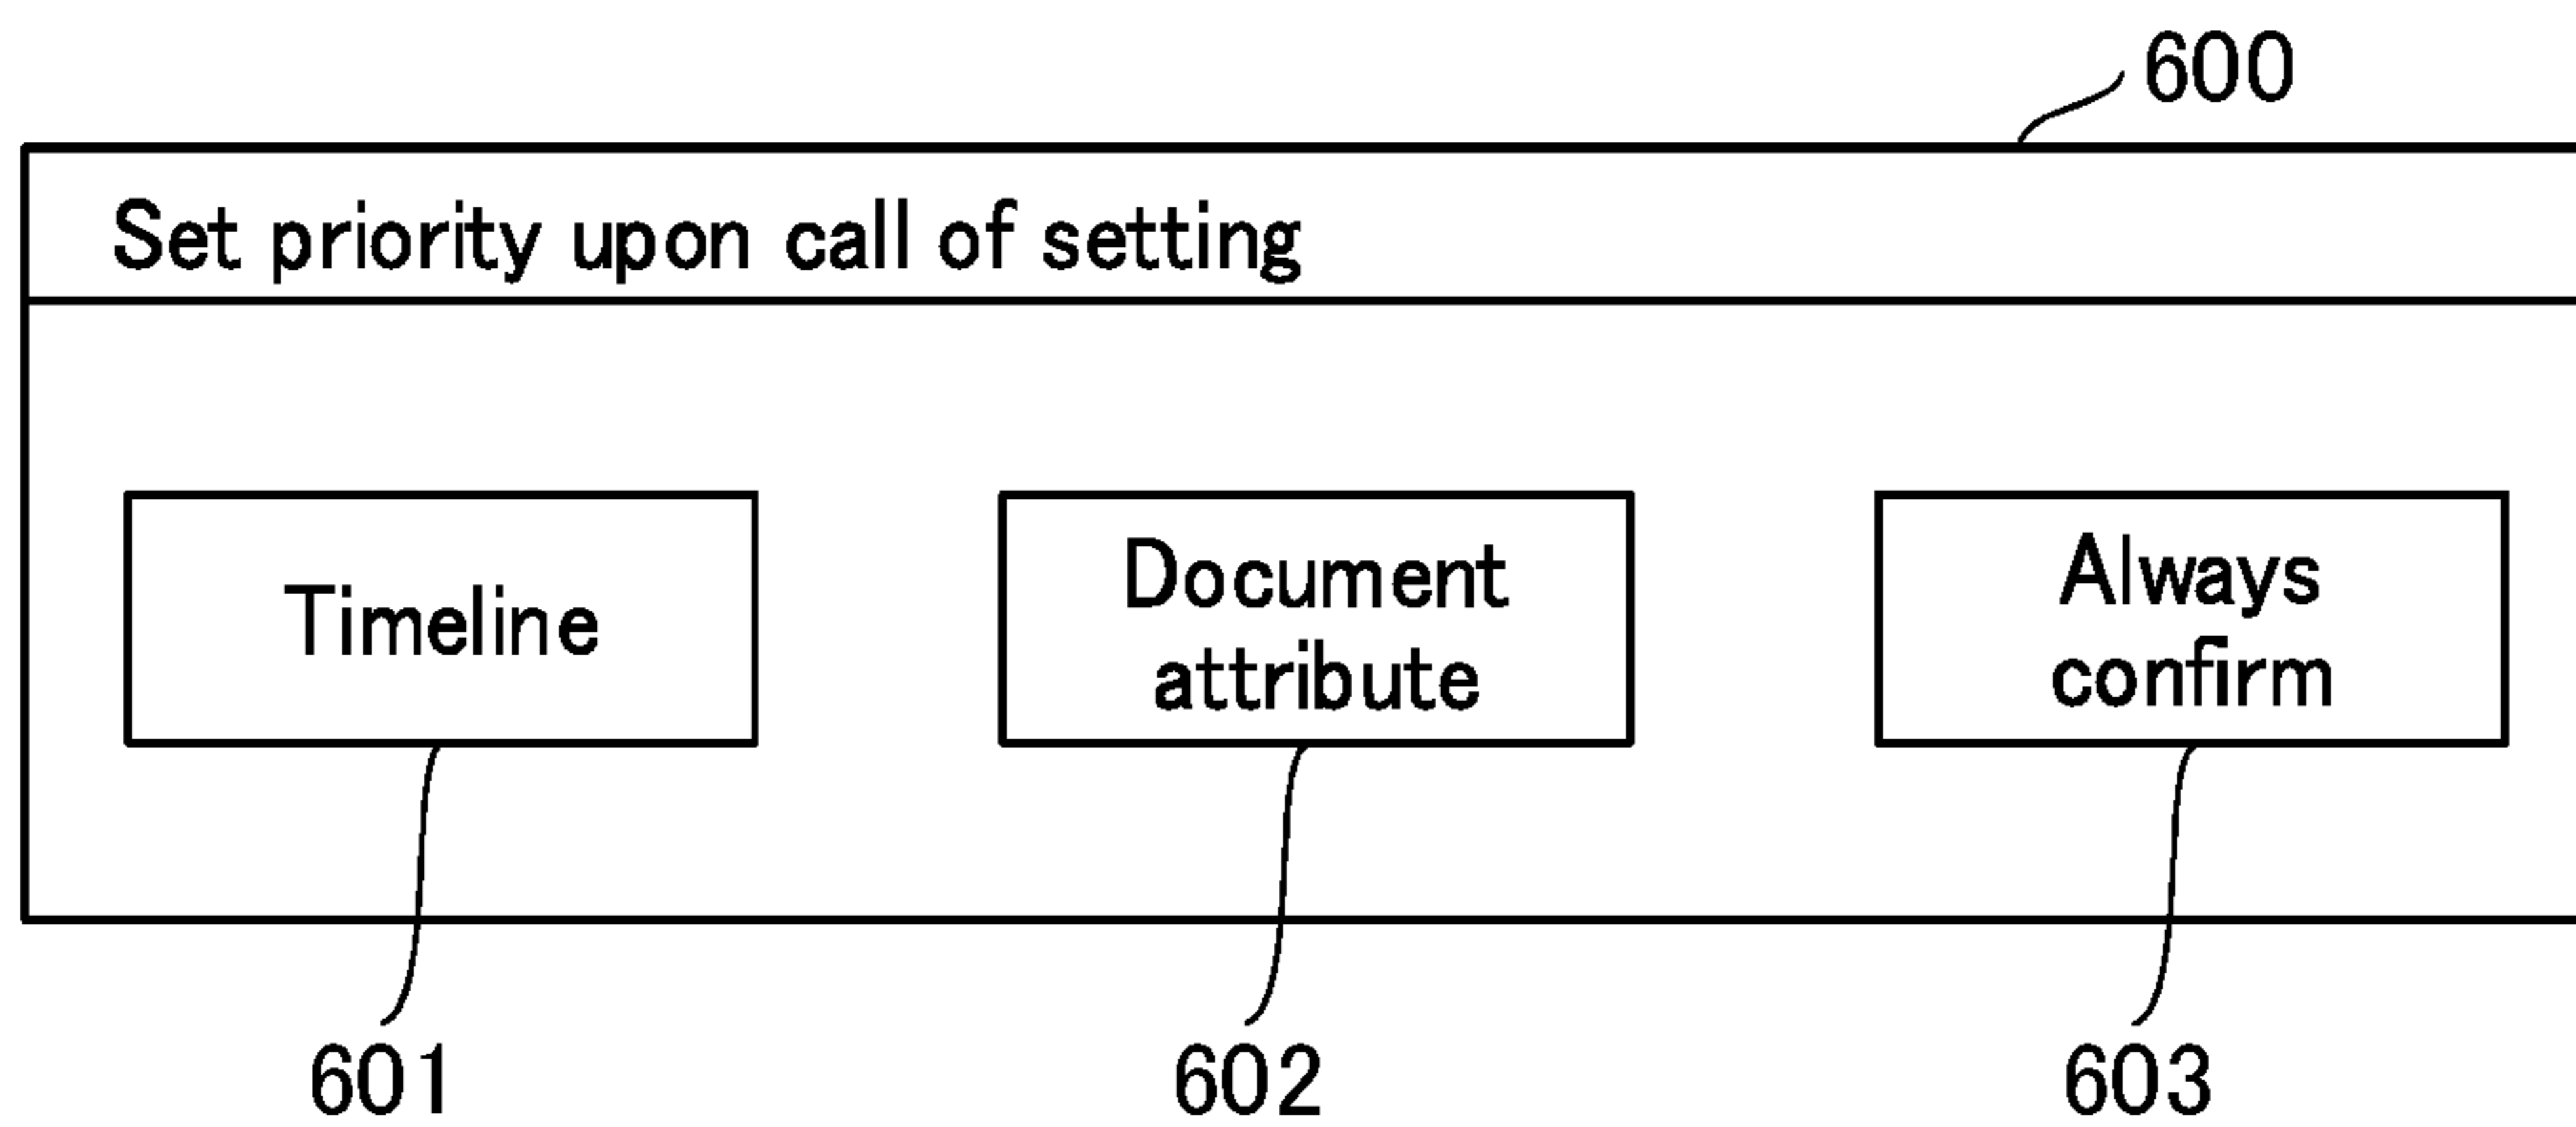 600
Set priority upon call of setting
Timeline
Document
attribute
Always
confirm
601
602
603